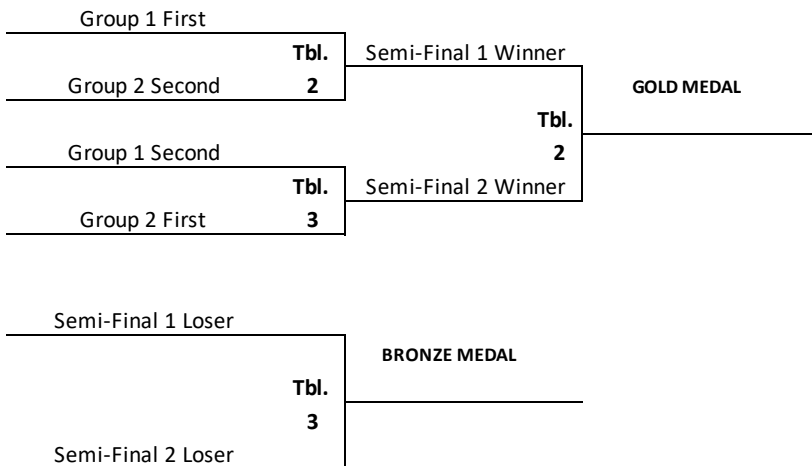 Group 1 First
Tbl. Semi-Final 1 Winner
Group 2 Second 2 GOLD MEDAL
Tbl.
Group 1 Second 2
Tbl. Semi-Final 2 Winner
Group 2 First 3
Semi-Final 1 Loser
BRONZE MEDAL
Tbl.
3
Semi-Final 2 Loser